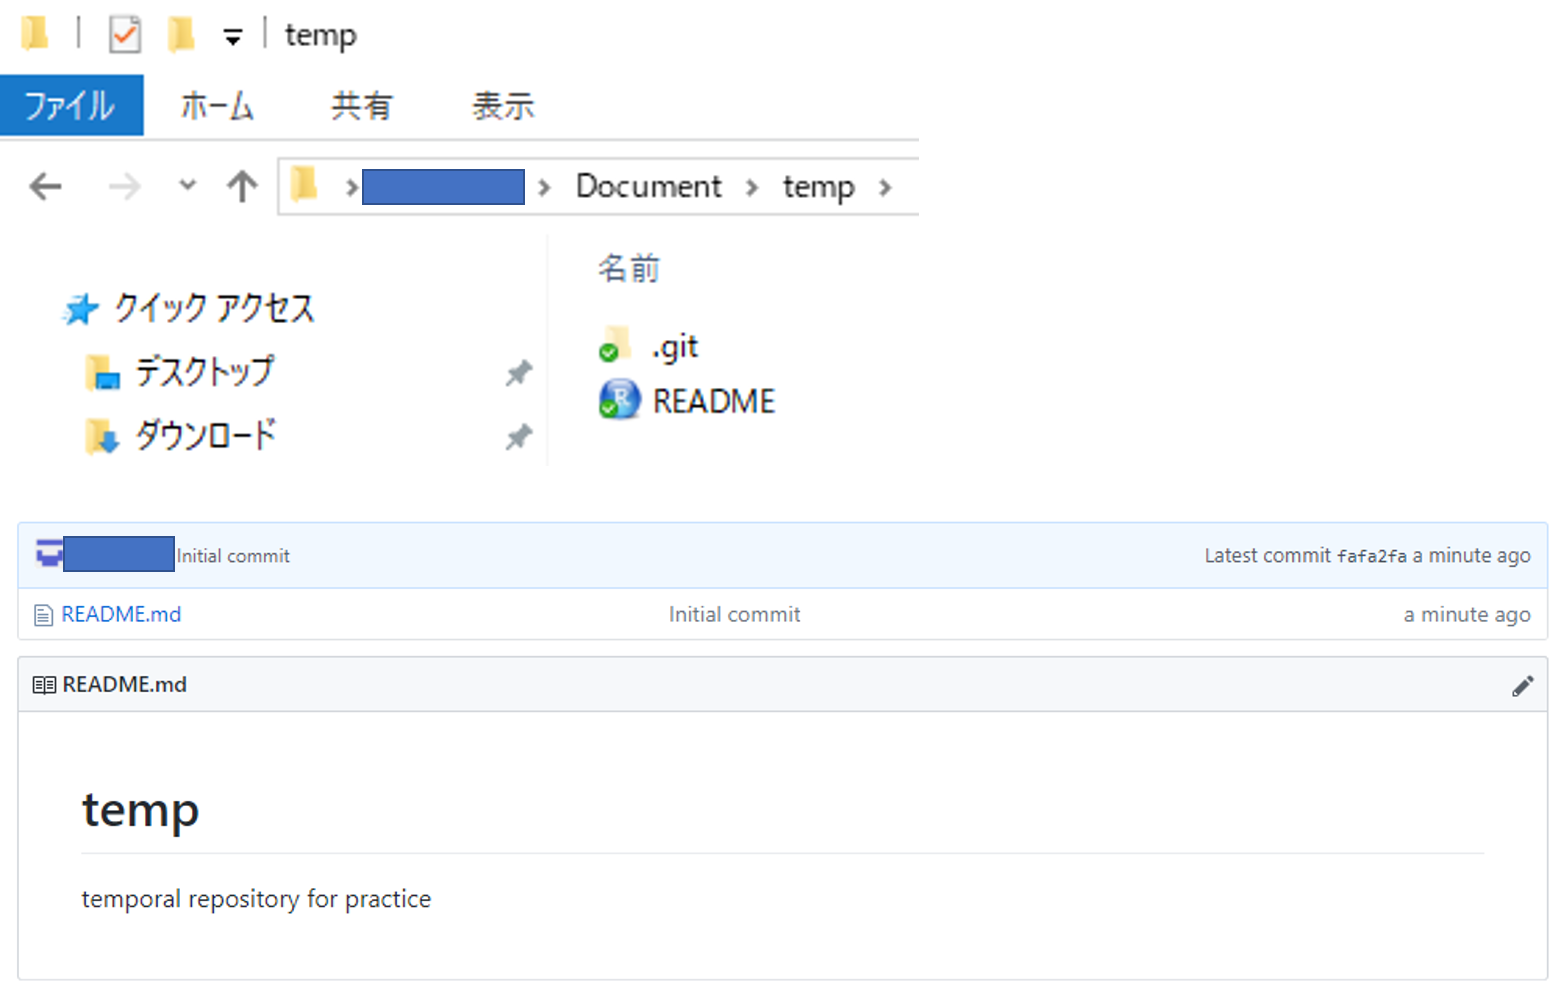 temp
ファイル ホーム 共有 表示
Document temp
名前
クイック アクセス
.git
デスクトップ
README
ダウンロード
Initial commit Latest commit fafa2fa a minute ago
README.md Initial commit a minute ago
README.md
temp
temporal repository for practice